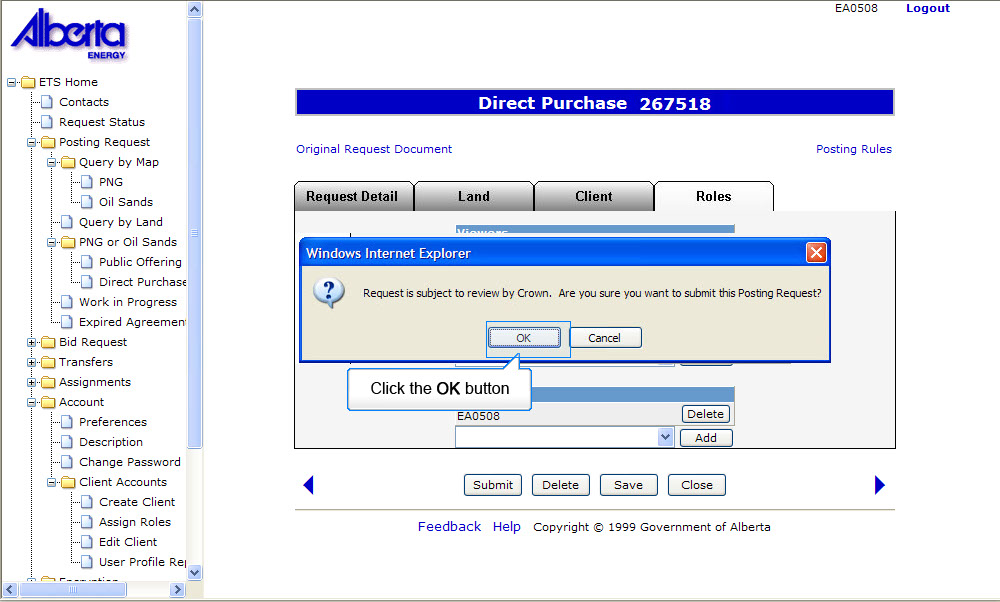 EA0508 Logout
Alberta
ENERGY
ETS Home
Contacts
Request Status
Posting Request
Query by Map
PNG
Oil Sands
Query by Land
PNG or Oil Sands
Public Offering
Direct Purchase
Work in Progress
Expired Agreemen
Bid Request
Transfers
Assignments
Account
Preferences
Description
Change Password
Client Accounts
Create Client
Assign Roles
Edit Client
User Profile Rep
Encryption
Direct Purchase 267518
Original Request Document Posting Rules
Request Detail Land Client Roles
Viewers
Windows Internet Explorer
Request is subject to review by Crown. Are you sure you want to submit this Posting Request?
OK Cancel
Click the OK button
EA0508 Delete
Add
Submit Delete Save Close
Feedback Help Copyright © 1999 Government of Alberta